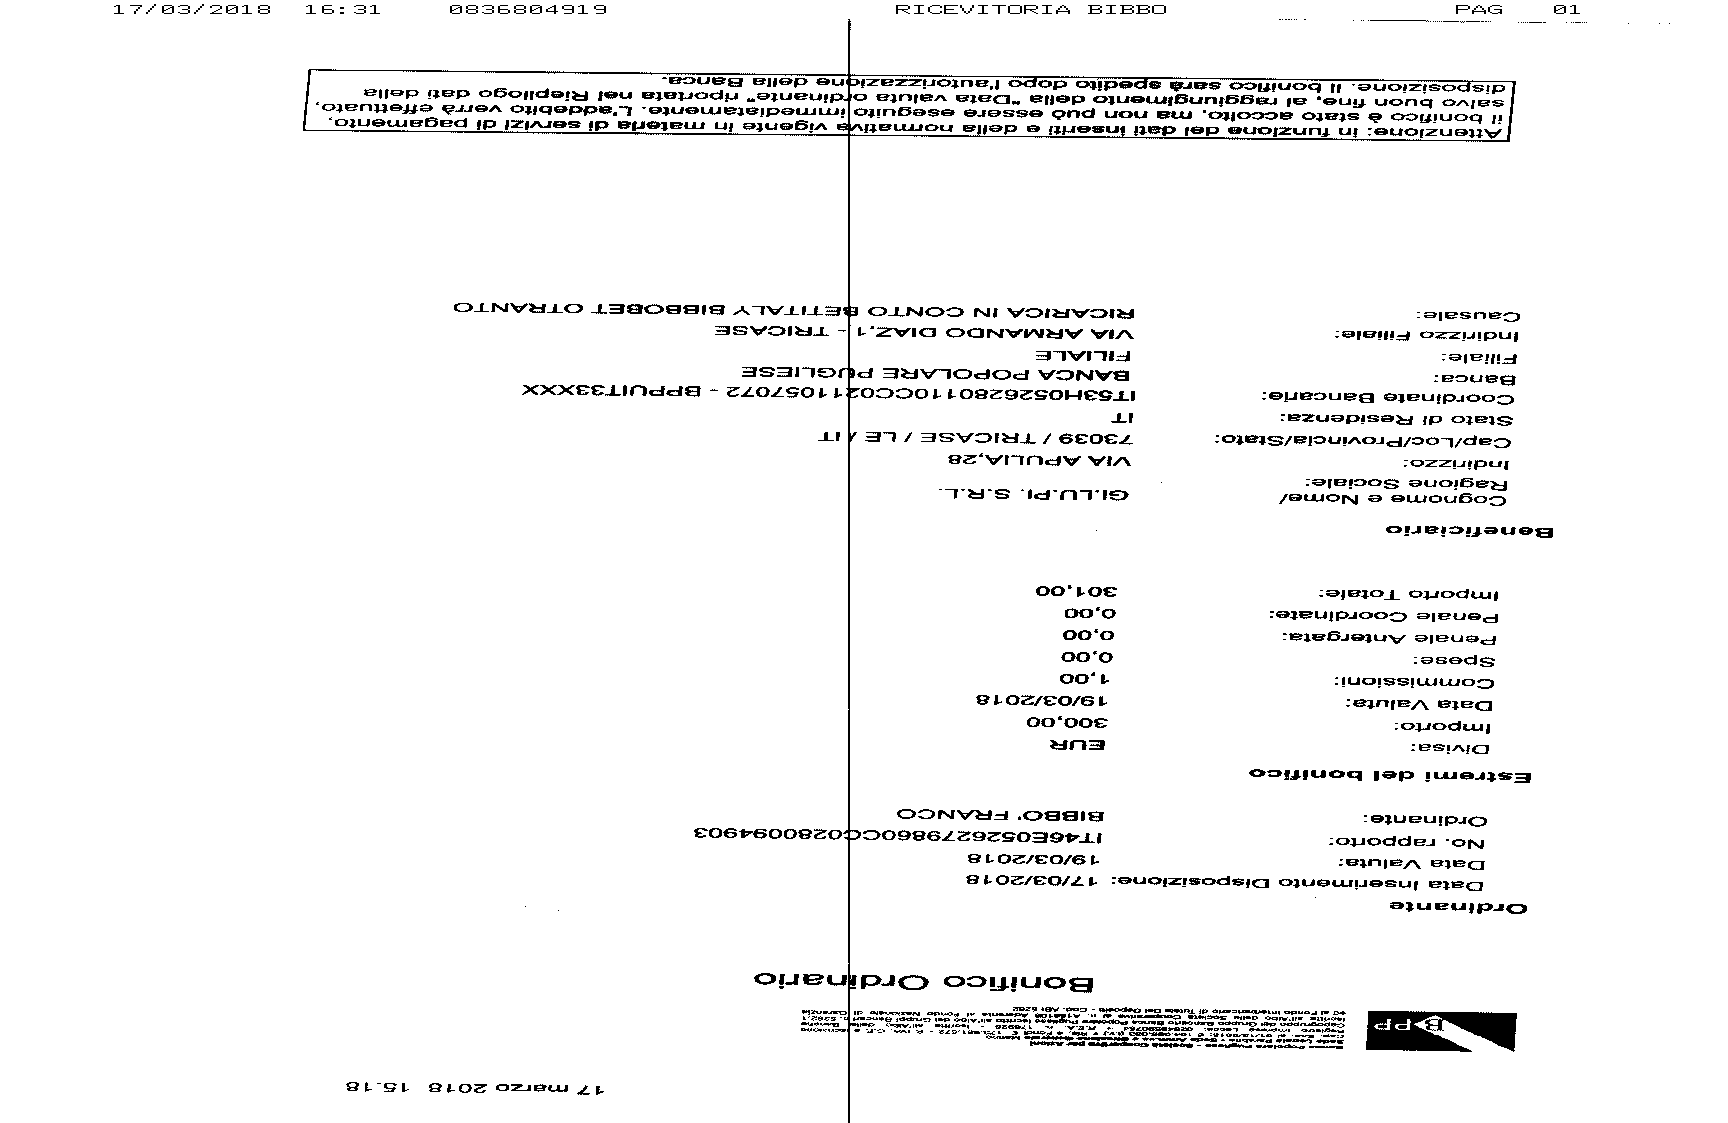 17/03/2018 16:31 0836804919 RICEVITORIA BIBBO PAG 01
17 marzo 2018 15.18
BPP
Banca Popolare Pugliese - Società Cooperativa per Azioni
Bonifico Ordinario
Ordinante
Data Inserimento Disposizione: 17/03/2018
Data Valuta: 19/03/2018
No. rapporto: IT46E0526279860CC0280094903
Ordinante: BIBBO' FRANCO
Estremi del bonifico
Divisa: EUR
Importo: 300,00
Data Valuta: 19/03/2018
Commissioni: 1,00
Spese: 0,00
Penale Antergata: 0,00
Penale Coordinate: 0,00
Importo Totale: 301,00
Beneficiario
Cognome e Nome/
Ragione Sociale: GI.LU.PI. S.R.L.
Indirizzo: VIA APULIA,28
Cap/Loc/Provincia/Stato: 73039 / TRICASE / LE / IT
Stato di Residenza: IT
Coordinate Bancarie: IT53H0526280110CC0211057072 - BPPUIT33XXX
Banca: BANCA POPOLARE PUGLIESE
Filiale: FILIALE
Indirizzo Filiale: VIA ARMANDO DIAZ,1 - TRICASE
Causale: RICARICA IN CONTO BETITALY BIBBOBET OTRANTO
Attenzione: in funzione dei dati inseriti e della normativa vigente in materia di servizi di pagamento,
il bonifico è stato accolto, ma non può essere eseguito immediatamente. L'addebito verrà effettuato,
salvo buon fine, al raggiungimento della "Data valuta ordinante" riportata nel Riepilogo dati della
disposizione. Il bonifico sarà spedito dopo l'autorizzazione della Banca.